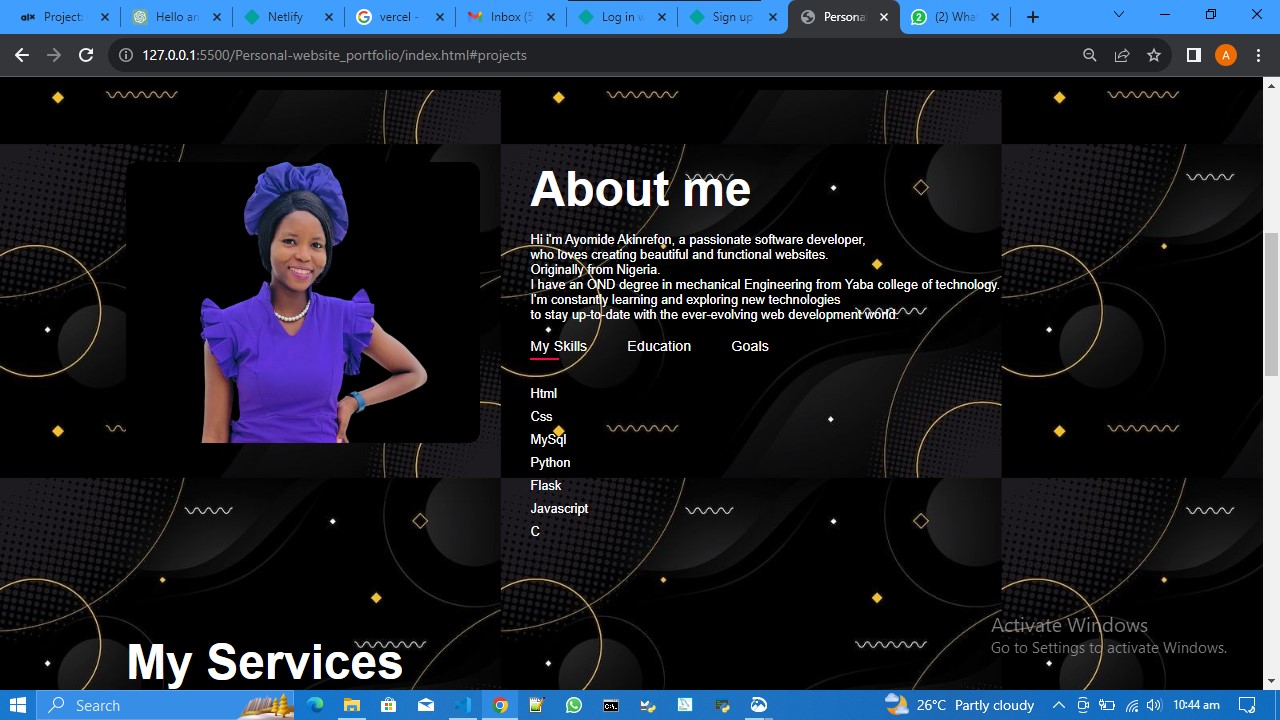 alx Project
Hello an
Netlify
vercel -
Inbox (5
Log in w
Sign up
Persona
(2) Wha
127.0.0.1:5500/Personal-website_portfolio/index.html#projects
A
About me
Hi i'm Ayomide Akinrefon, a passionate software developer,
who loves creating beautiful and functional websites.
Originally from Nigeria.
I have an OND degree in mechanical Engineering from Yaba college of technology.
I'm constantly learning and exploring new technologies
to stay up-to-date with the ever-evolving web development world.
My Skills Education Goals
Html
Css
MySql
Python
Flask
Javascript
C
My Services
Activate Windows
Go to Settings to activate Windows.
Search
26°C Partly cloudy
10:44 am